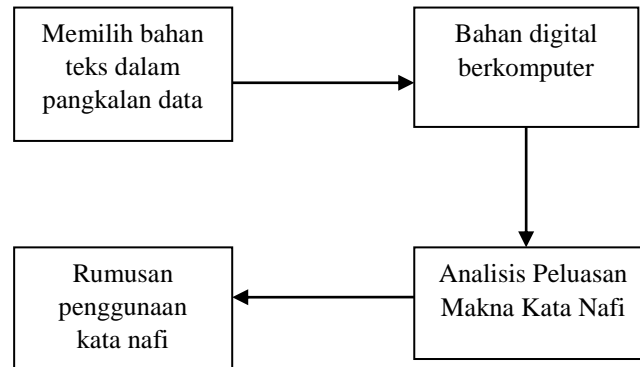 Memilih bahan
teks dalam
pangkalan data
Bahan digital
berkomputer
Analisis Peluasan
Makna Kata Nafi
Rumusan
penggunaan
kata nafi